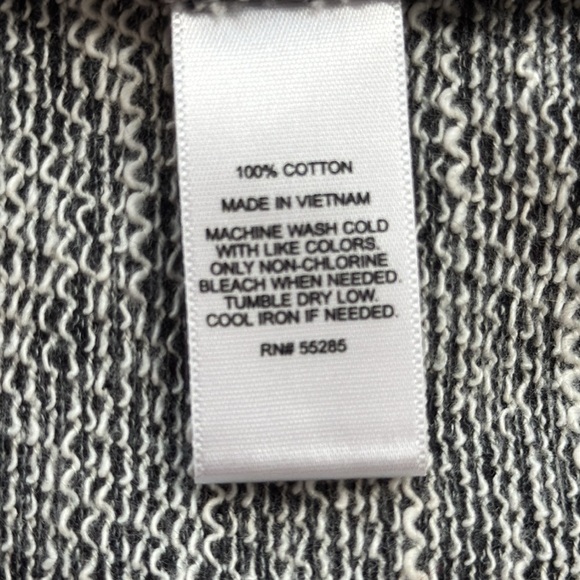 100% COTTON
MADE IN VIETNAM
MACHINE WASH COLD
WITH LIKE COLORS.
ONLY NON-CHLORINE
BLEACH WHEN NEEDED.
TUMBLE DRY LOW.
COOL IRON IF NEEDED.
RN# 55285